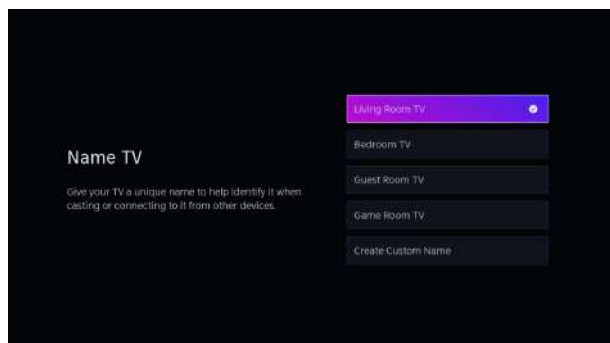 Name TV
Give your TV a unique name to help identify it when
casting or connecting to it from other devices.
Living Room TV
Bedroom TV
Guest Room TV
Game Room TV
Create Custom Name